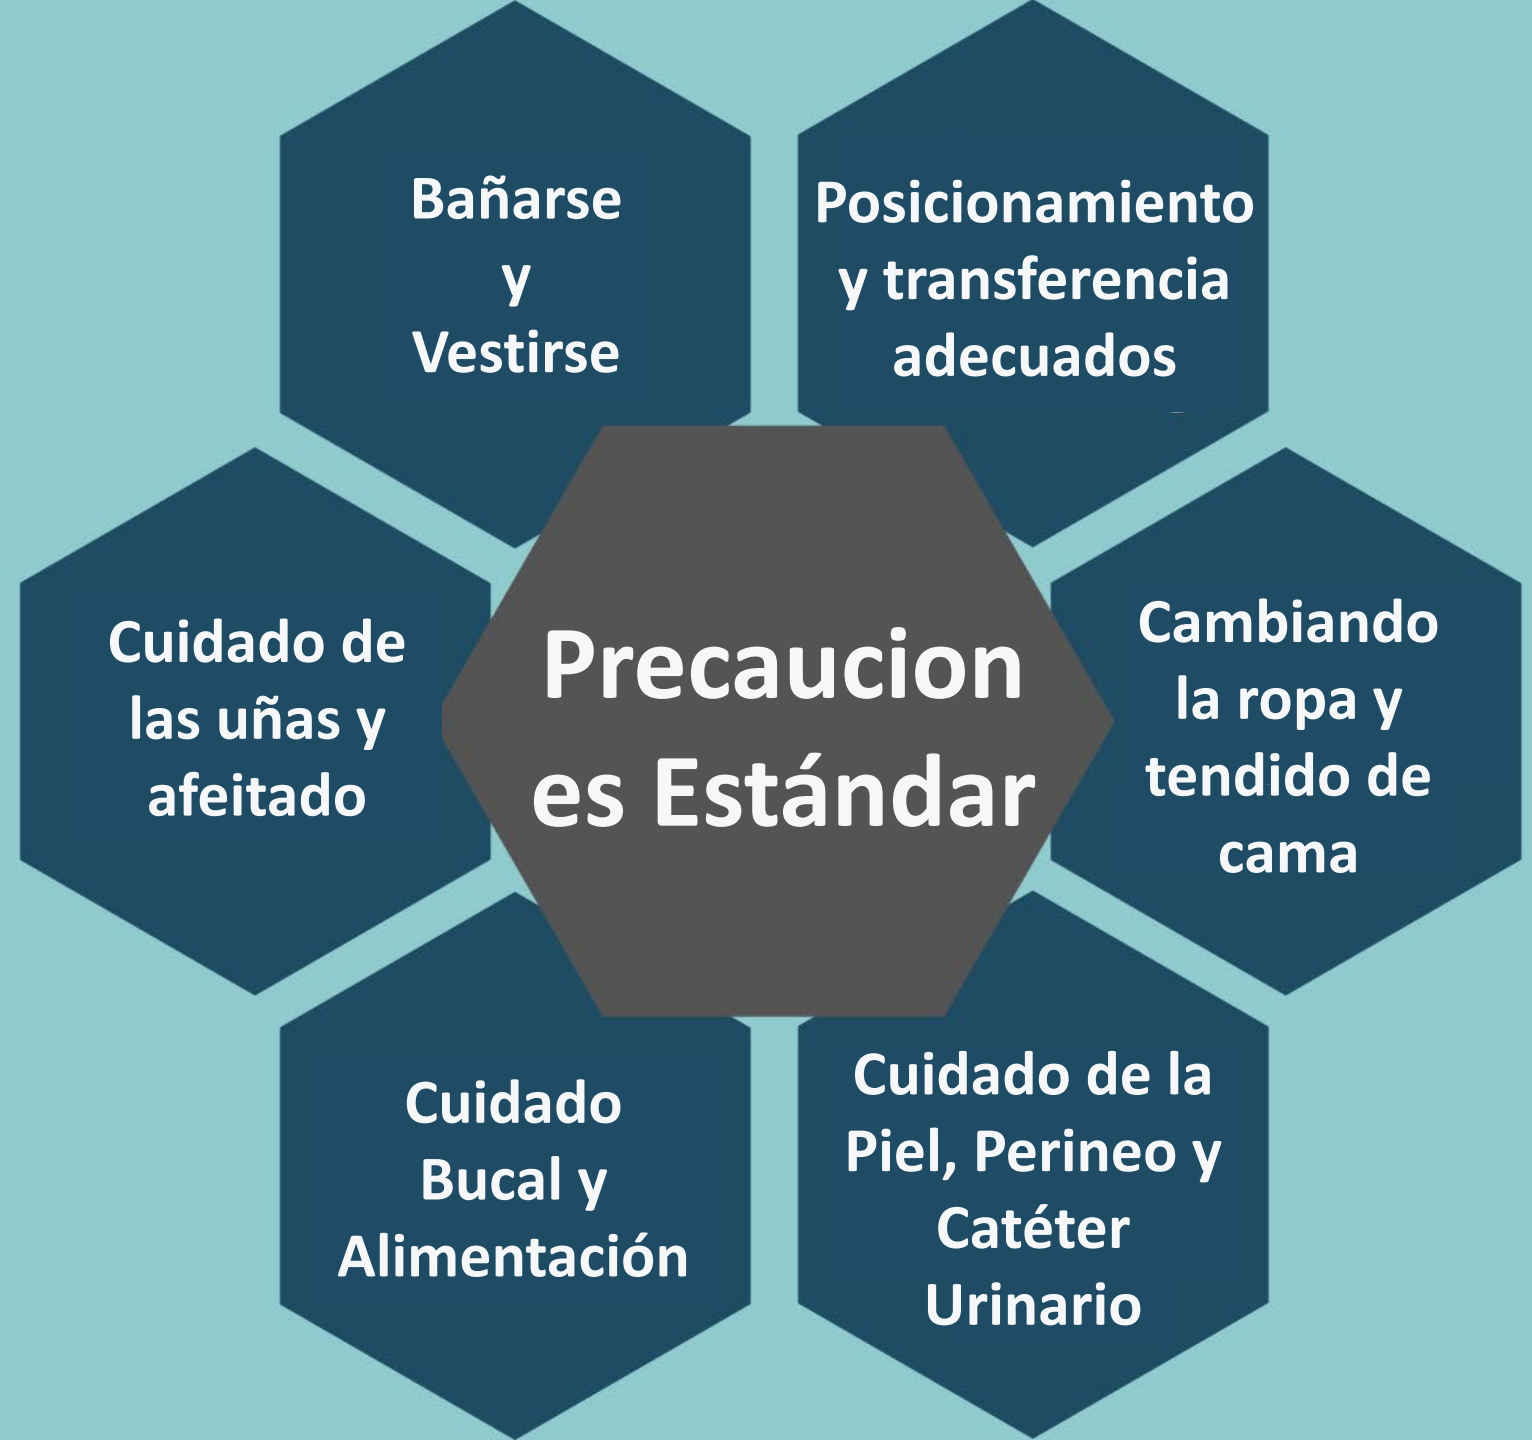 Bañarse
y
Vestirse
Posicionamiento
y transferencia
adecuados
Cuidado de
las uñas y
afeitado
Precaucion
es Estándar
Cambiando
la ropa y
tendido de
cama
Cuidado
Bucal y
Alimentación
Cuidado de la
Piel, Perineo y
Catéter
Urinario